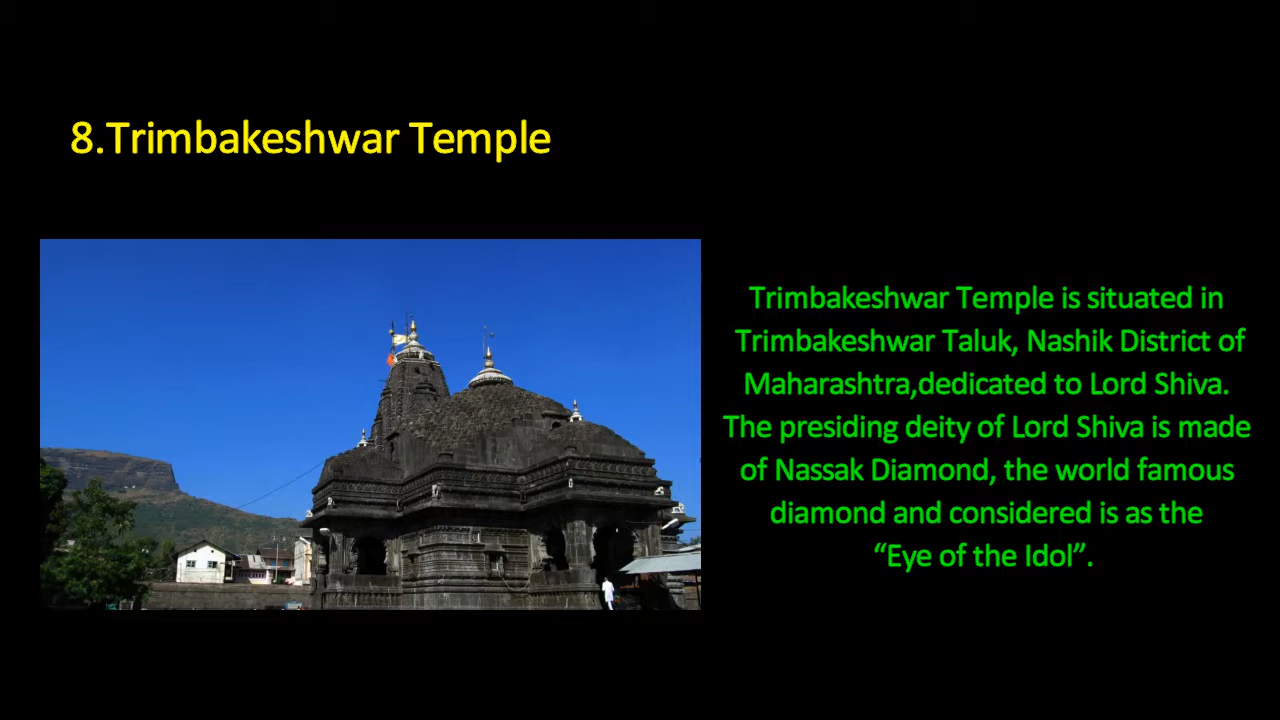 8.Trimbakeshwar Temple
Trimbakeshwar Temple is situated in
Trimbakeshwar Taluk, Nashik District of
Maharashtra,dedicated to Lord Shiva.
The presiding deity of Lord Shiva is made
of Nassak Diamond, the world famous
diamond and considered is as the
“Eye of the Idol”.